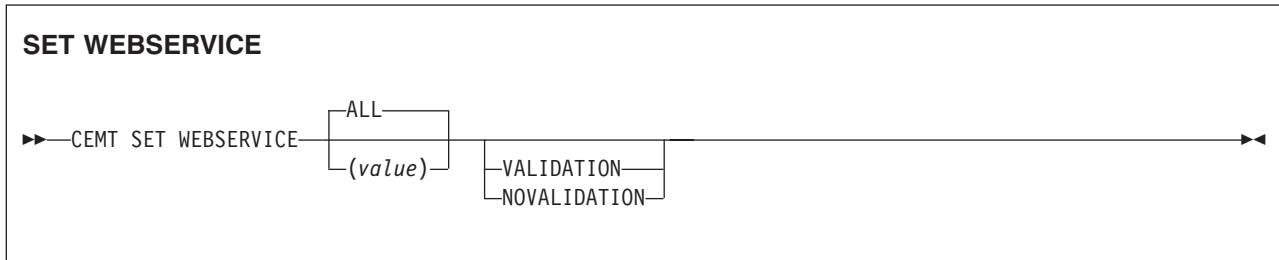 SET WEBSERVICE
ALL
CEMT SET WEBSERVICE
(value)
VALIDATION
NOVALIDATION